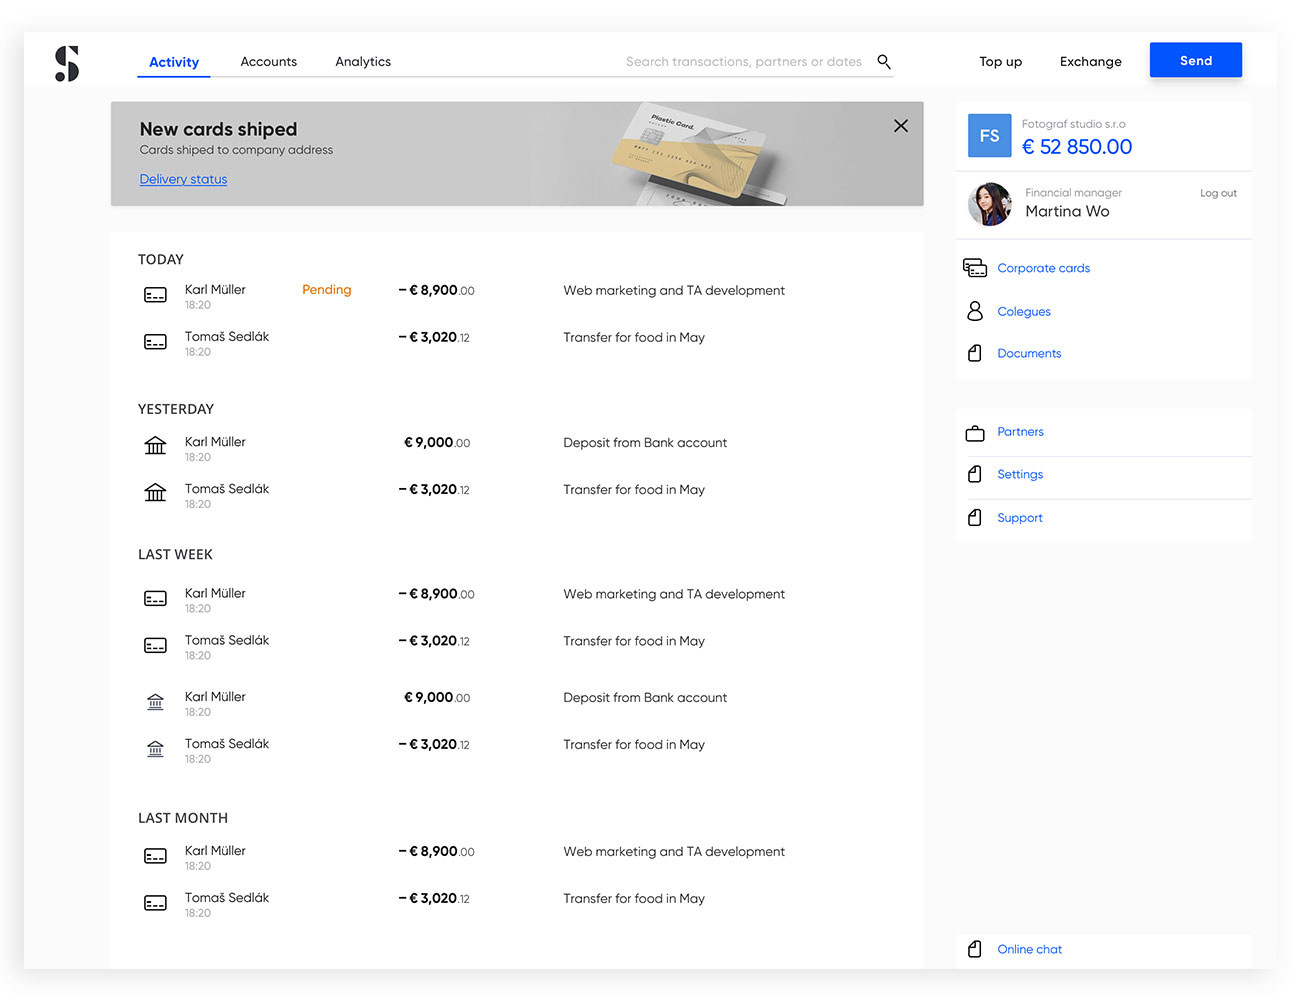 Activity
Accounts
Analytics
Search transactions, partners or dates
Top up
Exchange
Send
New cards shiped
Cards shiped to company address
Delivery status
Plastic Card.
FS
Fotograf studio s.r.o
€ 52 850.00
Financial manager
Martina Wo
Log out
Corporate cards
Colegues
Documents
Partners
Settings
Support
TODAY
Karl Müller Pending – € 8,900.00 Web marketing and TA development
18:20
Tomaš Sedlák – € 3,020.12 Transfer for food in May
18:20
YESTERDAY
Karl Müller € 9,000.00 Deposit from Bank account
18:20
Tomaš Sedlák – € 3,020.12 Transfer for food in May
18:20
LAST WEEK
Karl Müller – € 8,900.00 Web marketing and TA development
18:20
Tomaš Sedlák – € 3,020.12 Transfer for food in May
18:20
Karl Müller € 9,000.00 Deposit from Bank account
18:20
Tomaš Sedlák – € 3,020.12 Transfer for food in May
18:20
LAST MONTH
Karl Müller – € 8,900.00 Web marketing and TA development
18:20
Tomaš Sedlák – € 3,020.12 Transfer for food in May
18:20
Online chat